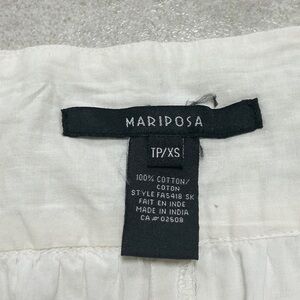 MARIPOSA
TP/XS
100% COTTON/
COTON
STYLE FA5418 SK
FAIT EN INDE
MADE IN INDIA
CA# 02508